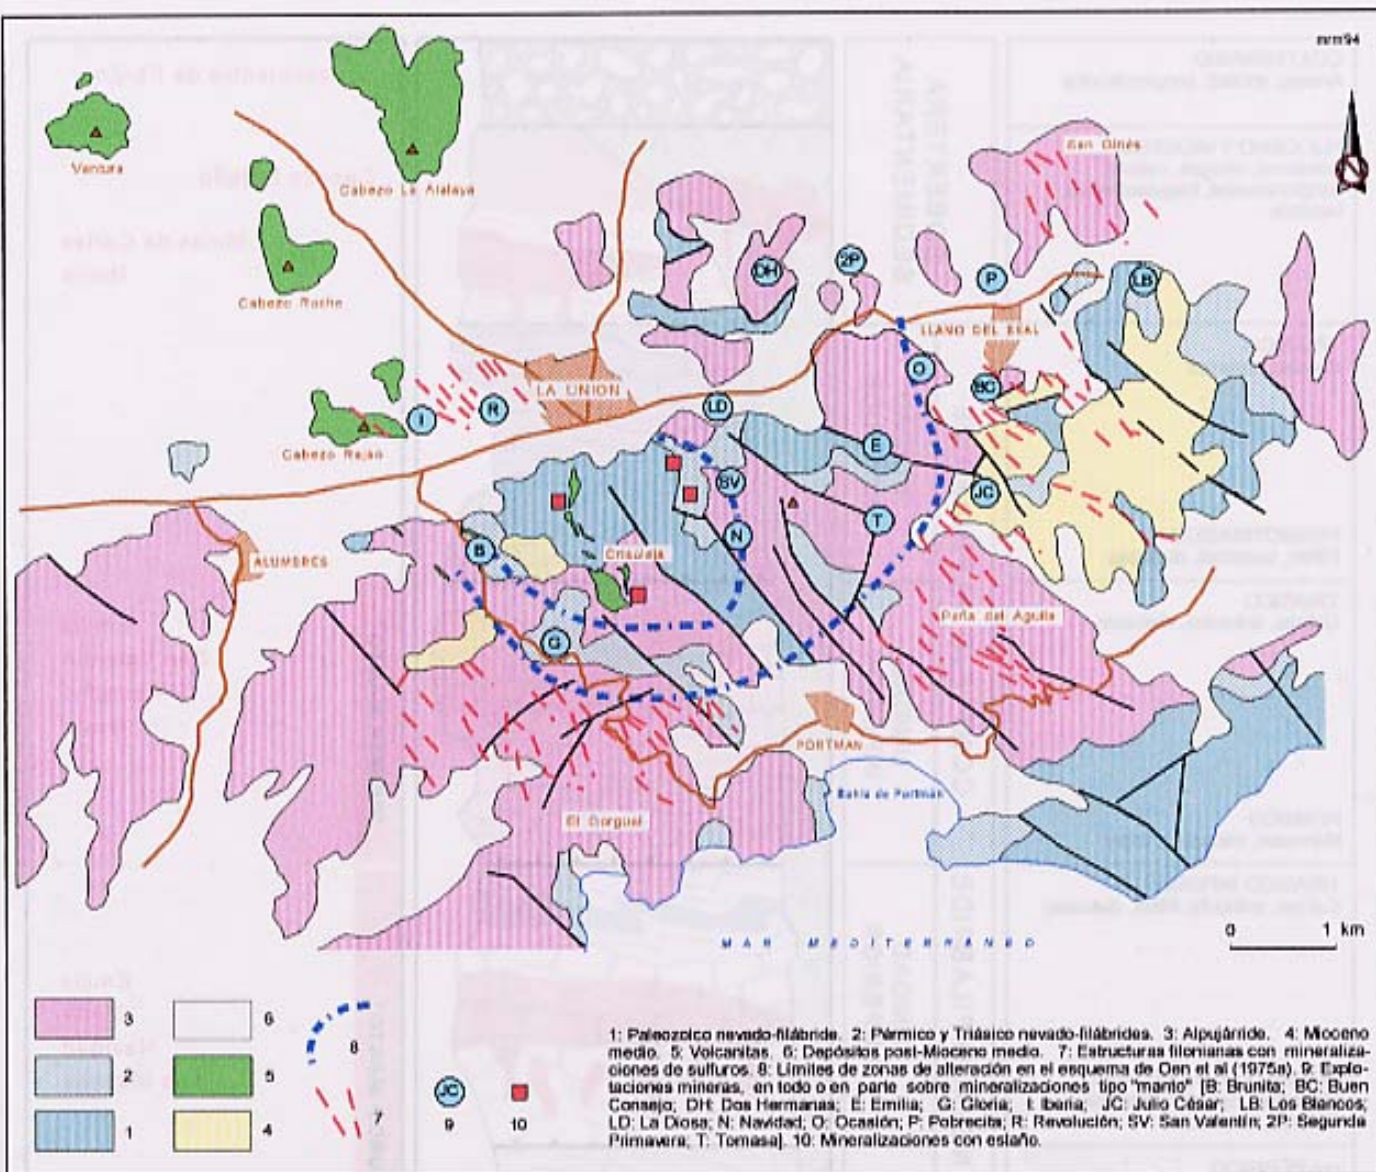 mm94
San Ginés
Ventura
Cabezo La Atalaya
DH
2P
P
LB
Cabezo Roche
LLANO DEL BEAL
O
LA UNION
BC
I
R
LD
Cabezo Rajao
E
SV
JC
T
N
B
Crisoleja
ALUMBRES
Peña del Aguila
G
PORTMAN
Bahía de Portmán
El Gorguel
MAR MEDITERRANEO
0 1 km
3 6
8
2 5
7 JC
1 4 9 10
1: Paleozoico nevado-filábride. 2: Pérmico y Triásico nevado-filábrides. 3: Alpujárride. 4: Mioceno
medio. 5: Volcanitas. 6: Depósitos post-Mioceno medio. 7: Estructuras filonianas con mineraliza-
ciones de sulfuros. 8: Límites de zonas de alteración en el esquema de Oen et al (1975a). 9: Explo-
taciones mineras, en todo o en parte sobre mineralizaciones tipo "manto" [B: Brunita; BC: Buen
Consejo; DH: Dos Hermanas; E: Emilia; G: Gloria; I: Iberia; JC: Julio César; LB: Los Blancos;
LD: La Diosa; N: Navidad; O: Ocasión; P: Pobrecita; R: Revolución; SV: San Valentín; 2P: Segunda
Primavera; T: Tomasa]. 10: Mineralizaciones con estaño.